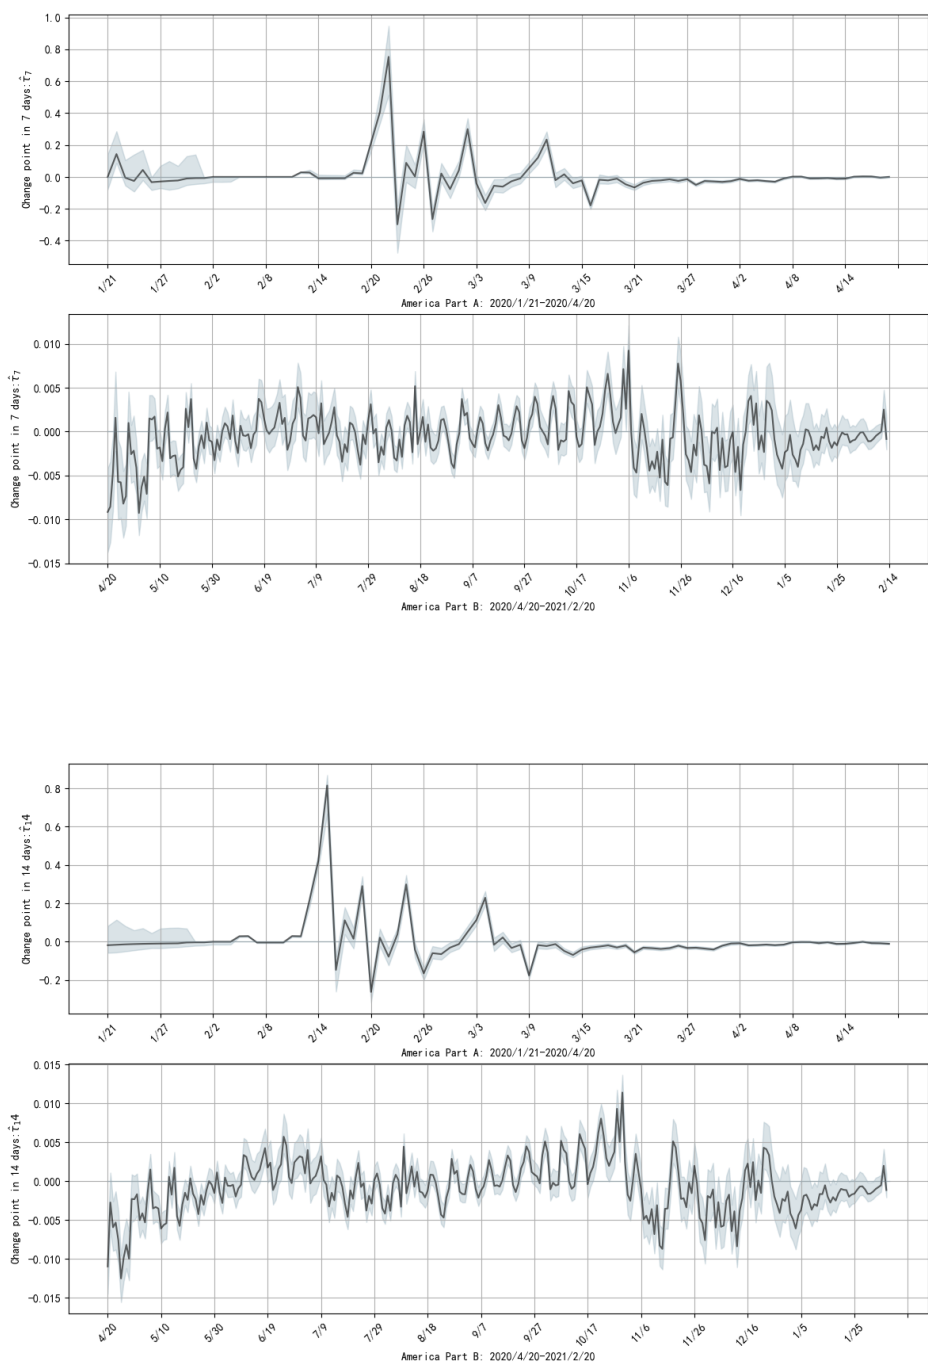 1.0
0.8
0.6
0.4
0.2
0.0
−0.2
−0.4
Change point in 7 days:τ̂₇
1/21 1/27 2/2 2/8 2/14 2/20 2/26 3/3 3/9 3/15 3/21 3/27 4/2 4/8 4/14
America Part A: 2020/1/21-2020/4/20
0.010
0.005
0.000
−0.005
−0.010
−0.015
Change point in 7 days:τ̂₇
4/20 5/10 5/30 6/19 7/9 7/29 8/18 9/7 9/27 10/17 11/6 11/26 12/16 1/5 1/25 2/14
America Part B: 2020/4/20-2021/2/20
0.8
0.6
0.4
0.2
0.0
−0.2
Change point in 14 days:τ̂₁4
1/21 1/27 2/2 2/8 2/14 2/20 2/26 3/3 3/9 3/15 3/21 3/27 4/2 4/8 4/14
America Part A: 2020/1/21-2020/4/20
0.015
0.010
0.005
0.000
−0.005
−0.010
−0.015
Change point in 14 days:τ̂₁4
4/20 5/10 5/30 6/19 7/9 7/29 8/18 9/7 9/27 10/17 11/6 11/26 12/16 1/5 1/25
America Part B: 2020/4/20-2021/2/20